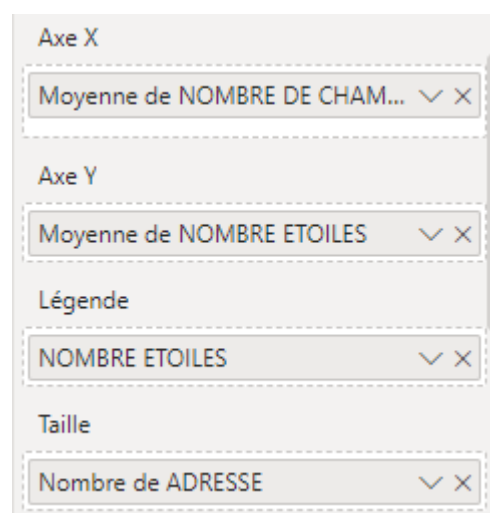 Axe X
Moyenne de NOMBRE DE CHAM...
Axe Y
Moyenne de NOMBRE ETOILES
Légende
NOMBRE ETOILES
Taille
Nombre de ADRESSE